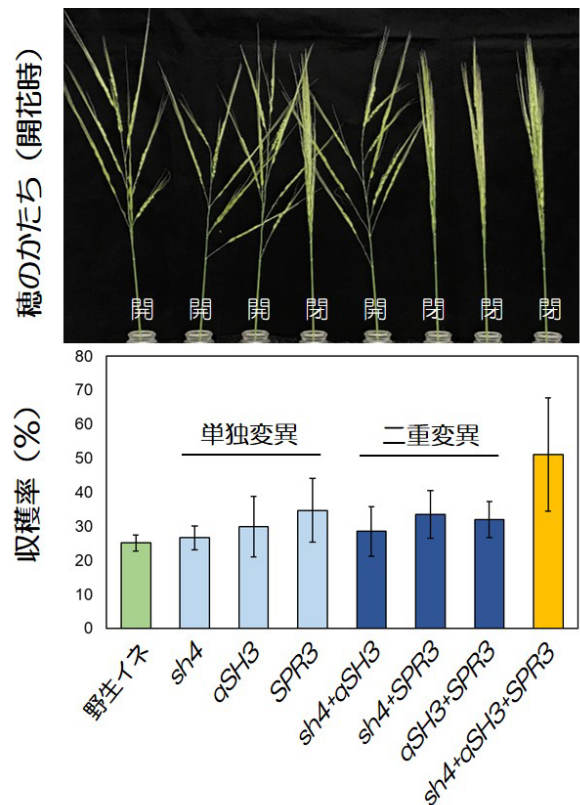 穂のかたち（開花時）
開 開 開 閉 開 閉 閉 閉
収穫率（%）
80
70
60
50
40
30
20
10
0
単独変異
二重変異
野生イネ
sh4
qSH3
SPR3
sh4+qSH3
sh4+SPR3
qSH3+SPR3
sh4+qSH3+SPR3